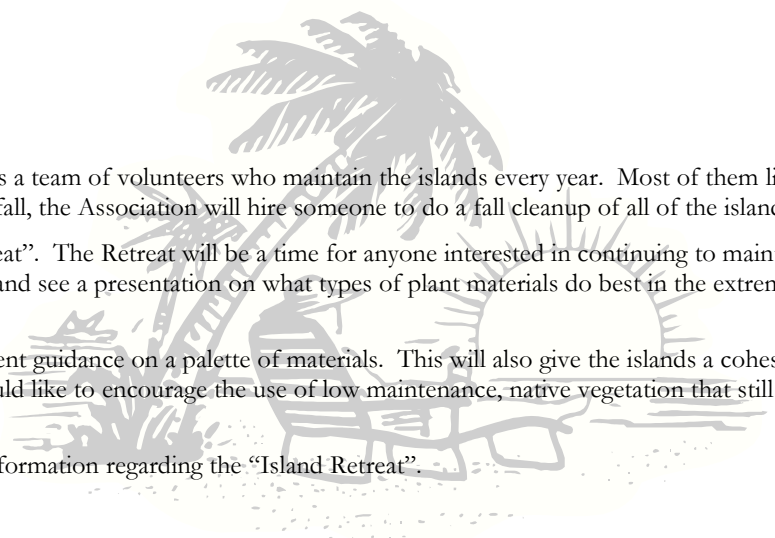 s a team of volunteers who maintain the islands every year.  Most of them li
fall, the Association will hire someone to do a fall cleanup of all of the islan
eat”.  The Retreat will be a time for anyone interested in continuing to main
and see a presentation on what types of plant materials do best in the extrem
ent guidance on a palette of materials.  This will also give the islands a cohes
ld like to encourage the use of low maintenance, native vegetation that still
formation regarding the “Island Retreat”.